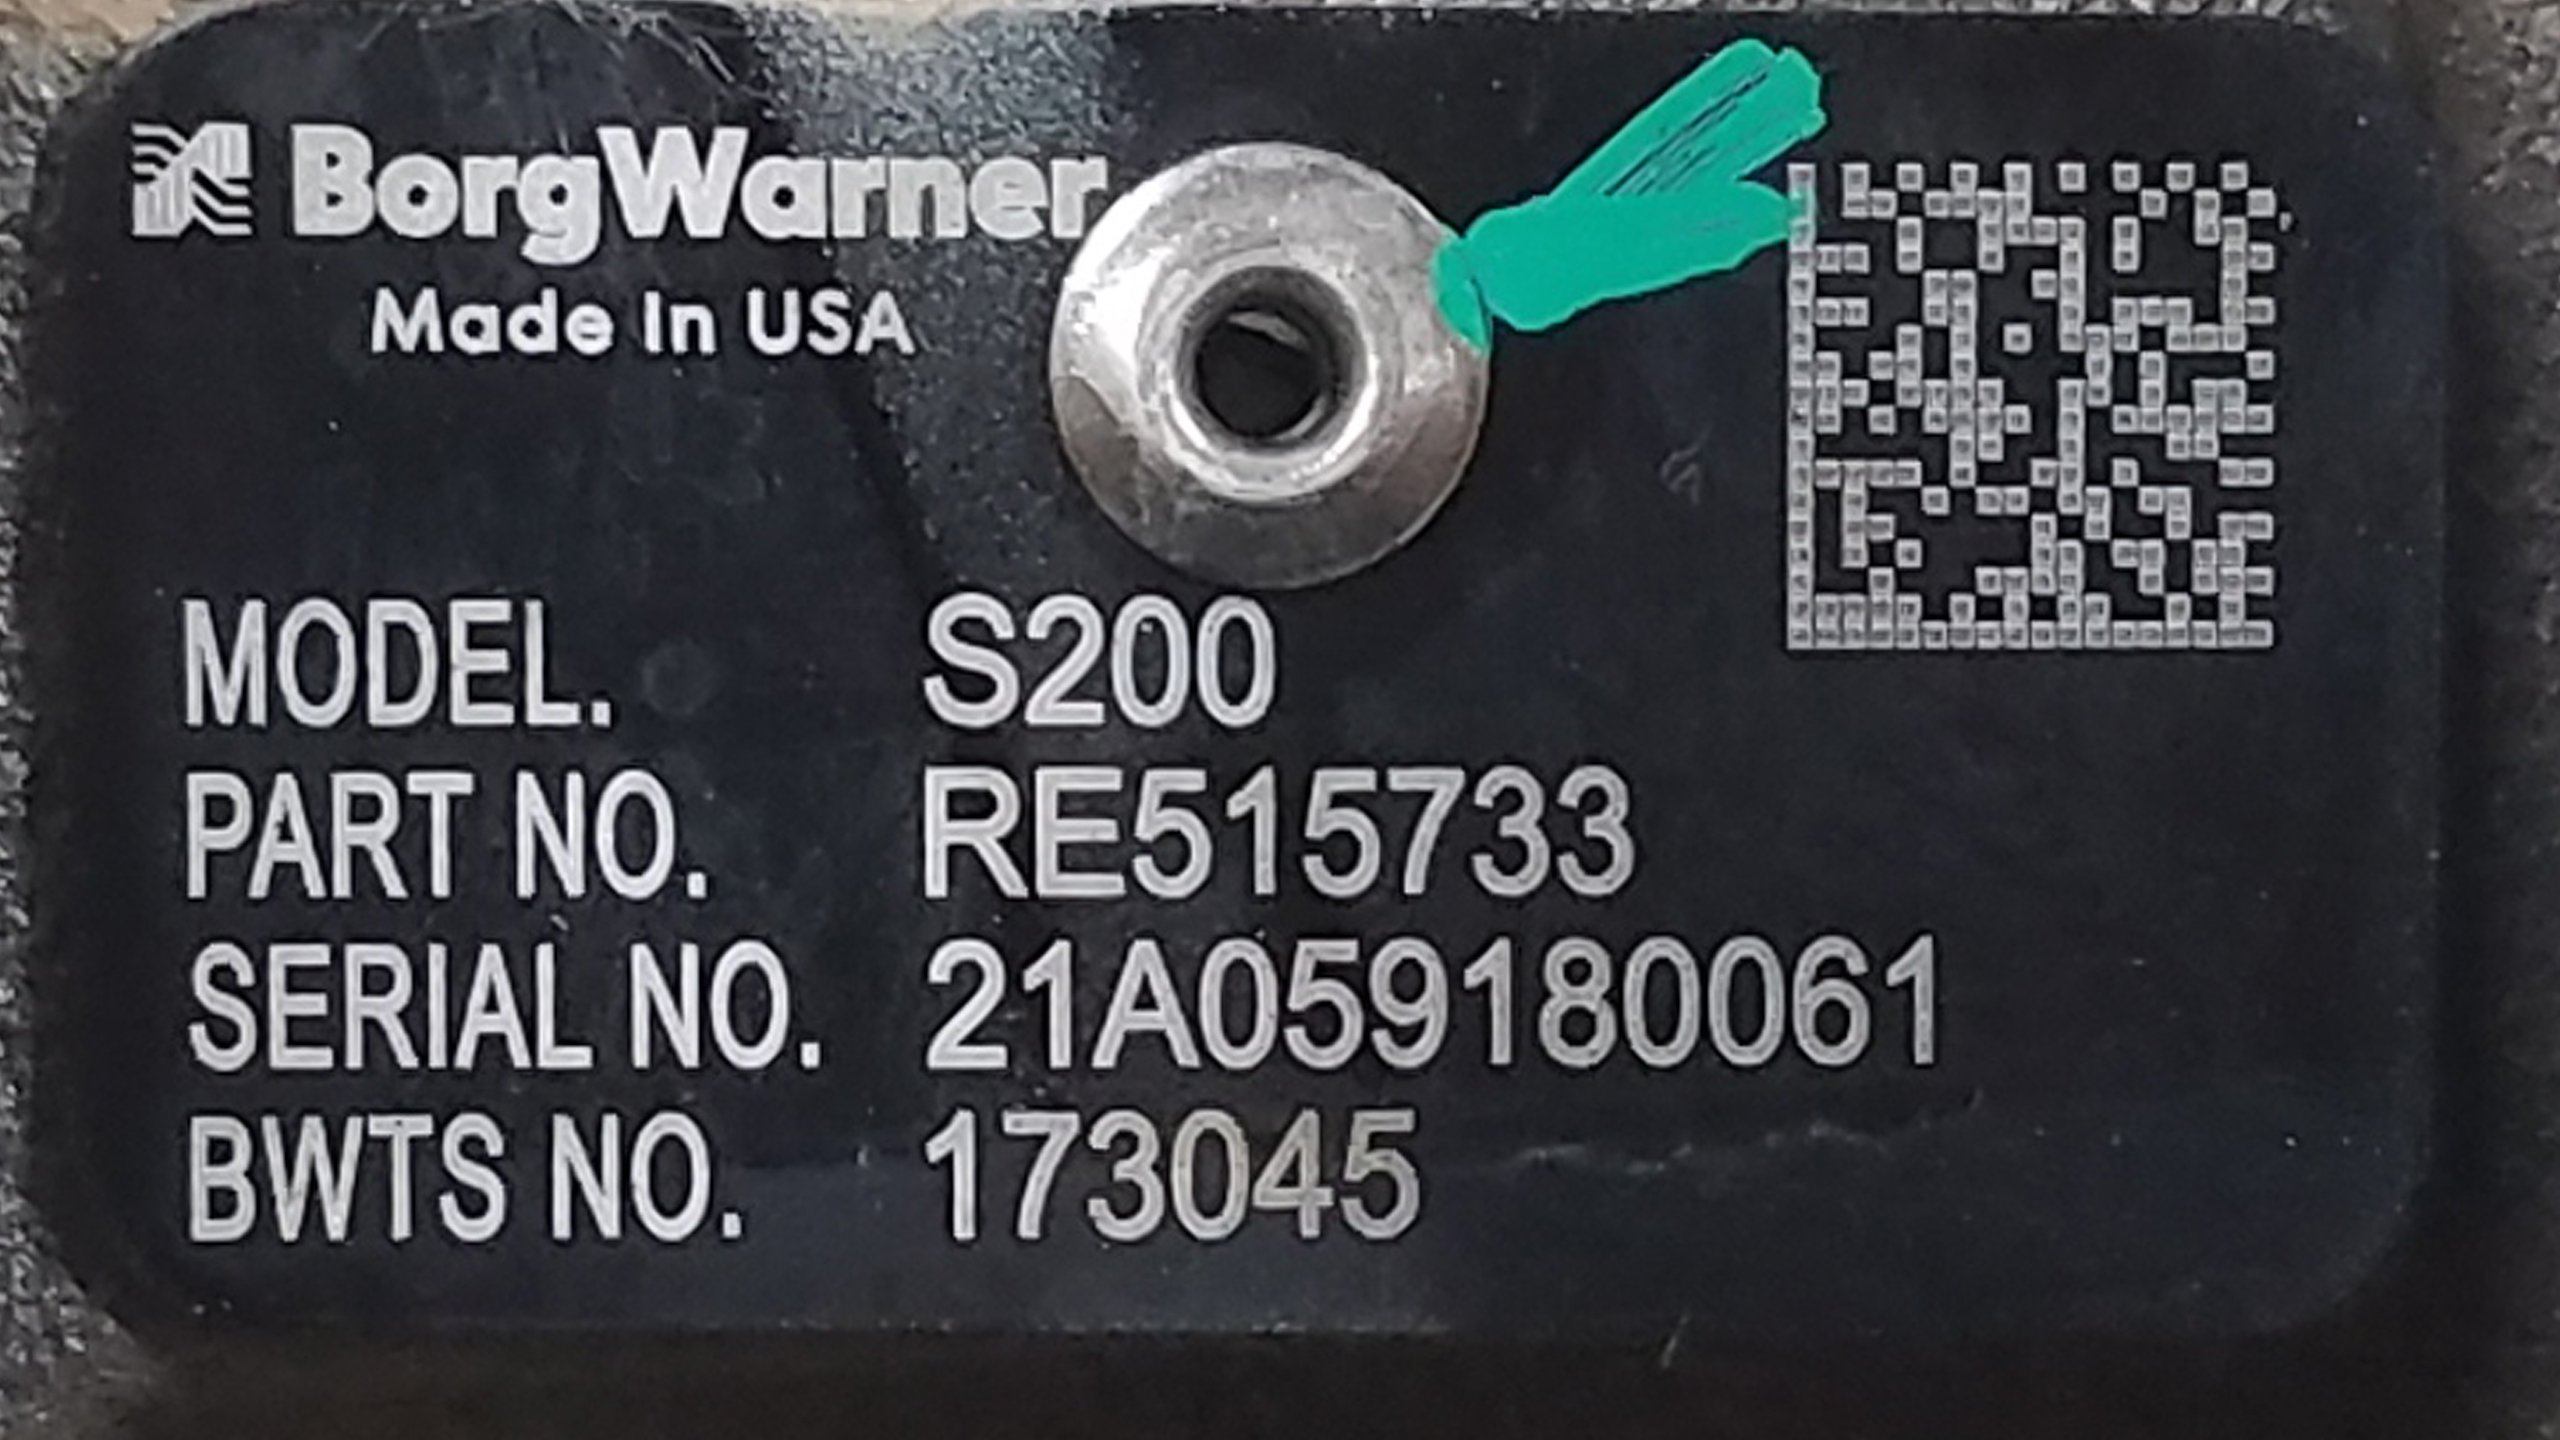 BorgWarner
Made In USA
MODEL. S200
PART NO. RE515733
SERIAL NO. 21A059180061
BWTS NO. 173045